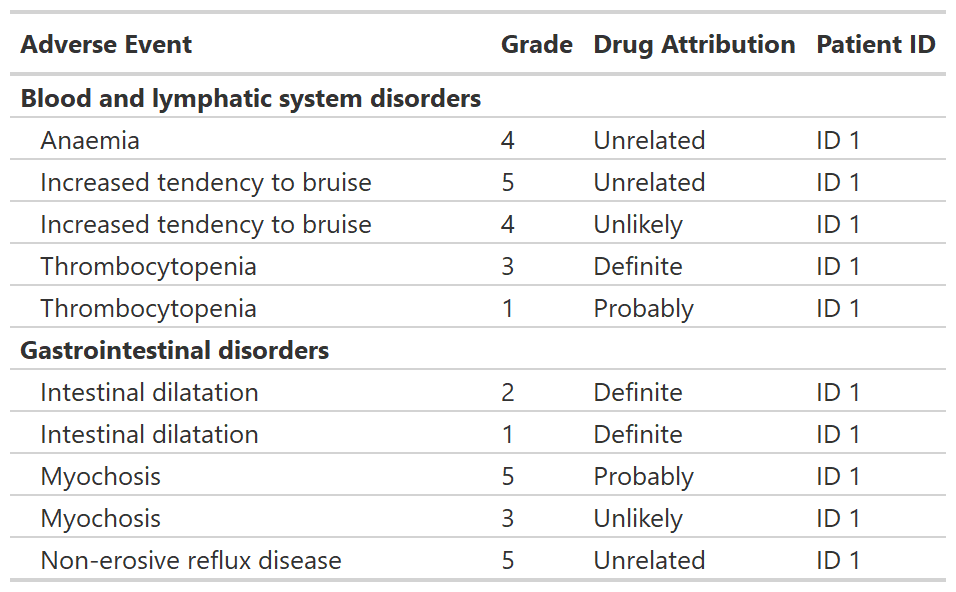 Adverse Event Grade Drug Attribution Patient ID
Blood and lymphatic system disorders
Anaemia 4 Unrelated ID 1
Increased tendency to bruise 5 Unrelated ID 1
Increased tendency to bruise 4 Unlikely ID 1
Thrombocytopenia 3 Definite ID 1
Thrombocytopenia 1 Probably ID 1
Gastrointestinal disorders
Intestinal dilatation 2 Definite ID 1
Intestinal dilatation 1 Definite ID 1
Myochosis 5 Probably ID 1
Myochosis 3 Unlikely ID 1
Non-erosive reflux disease 5 Unrelated ID 1